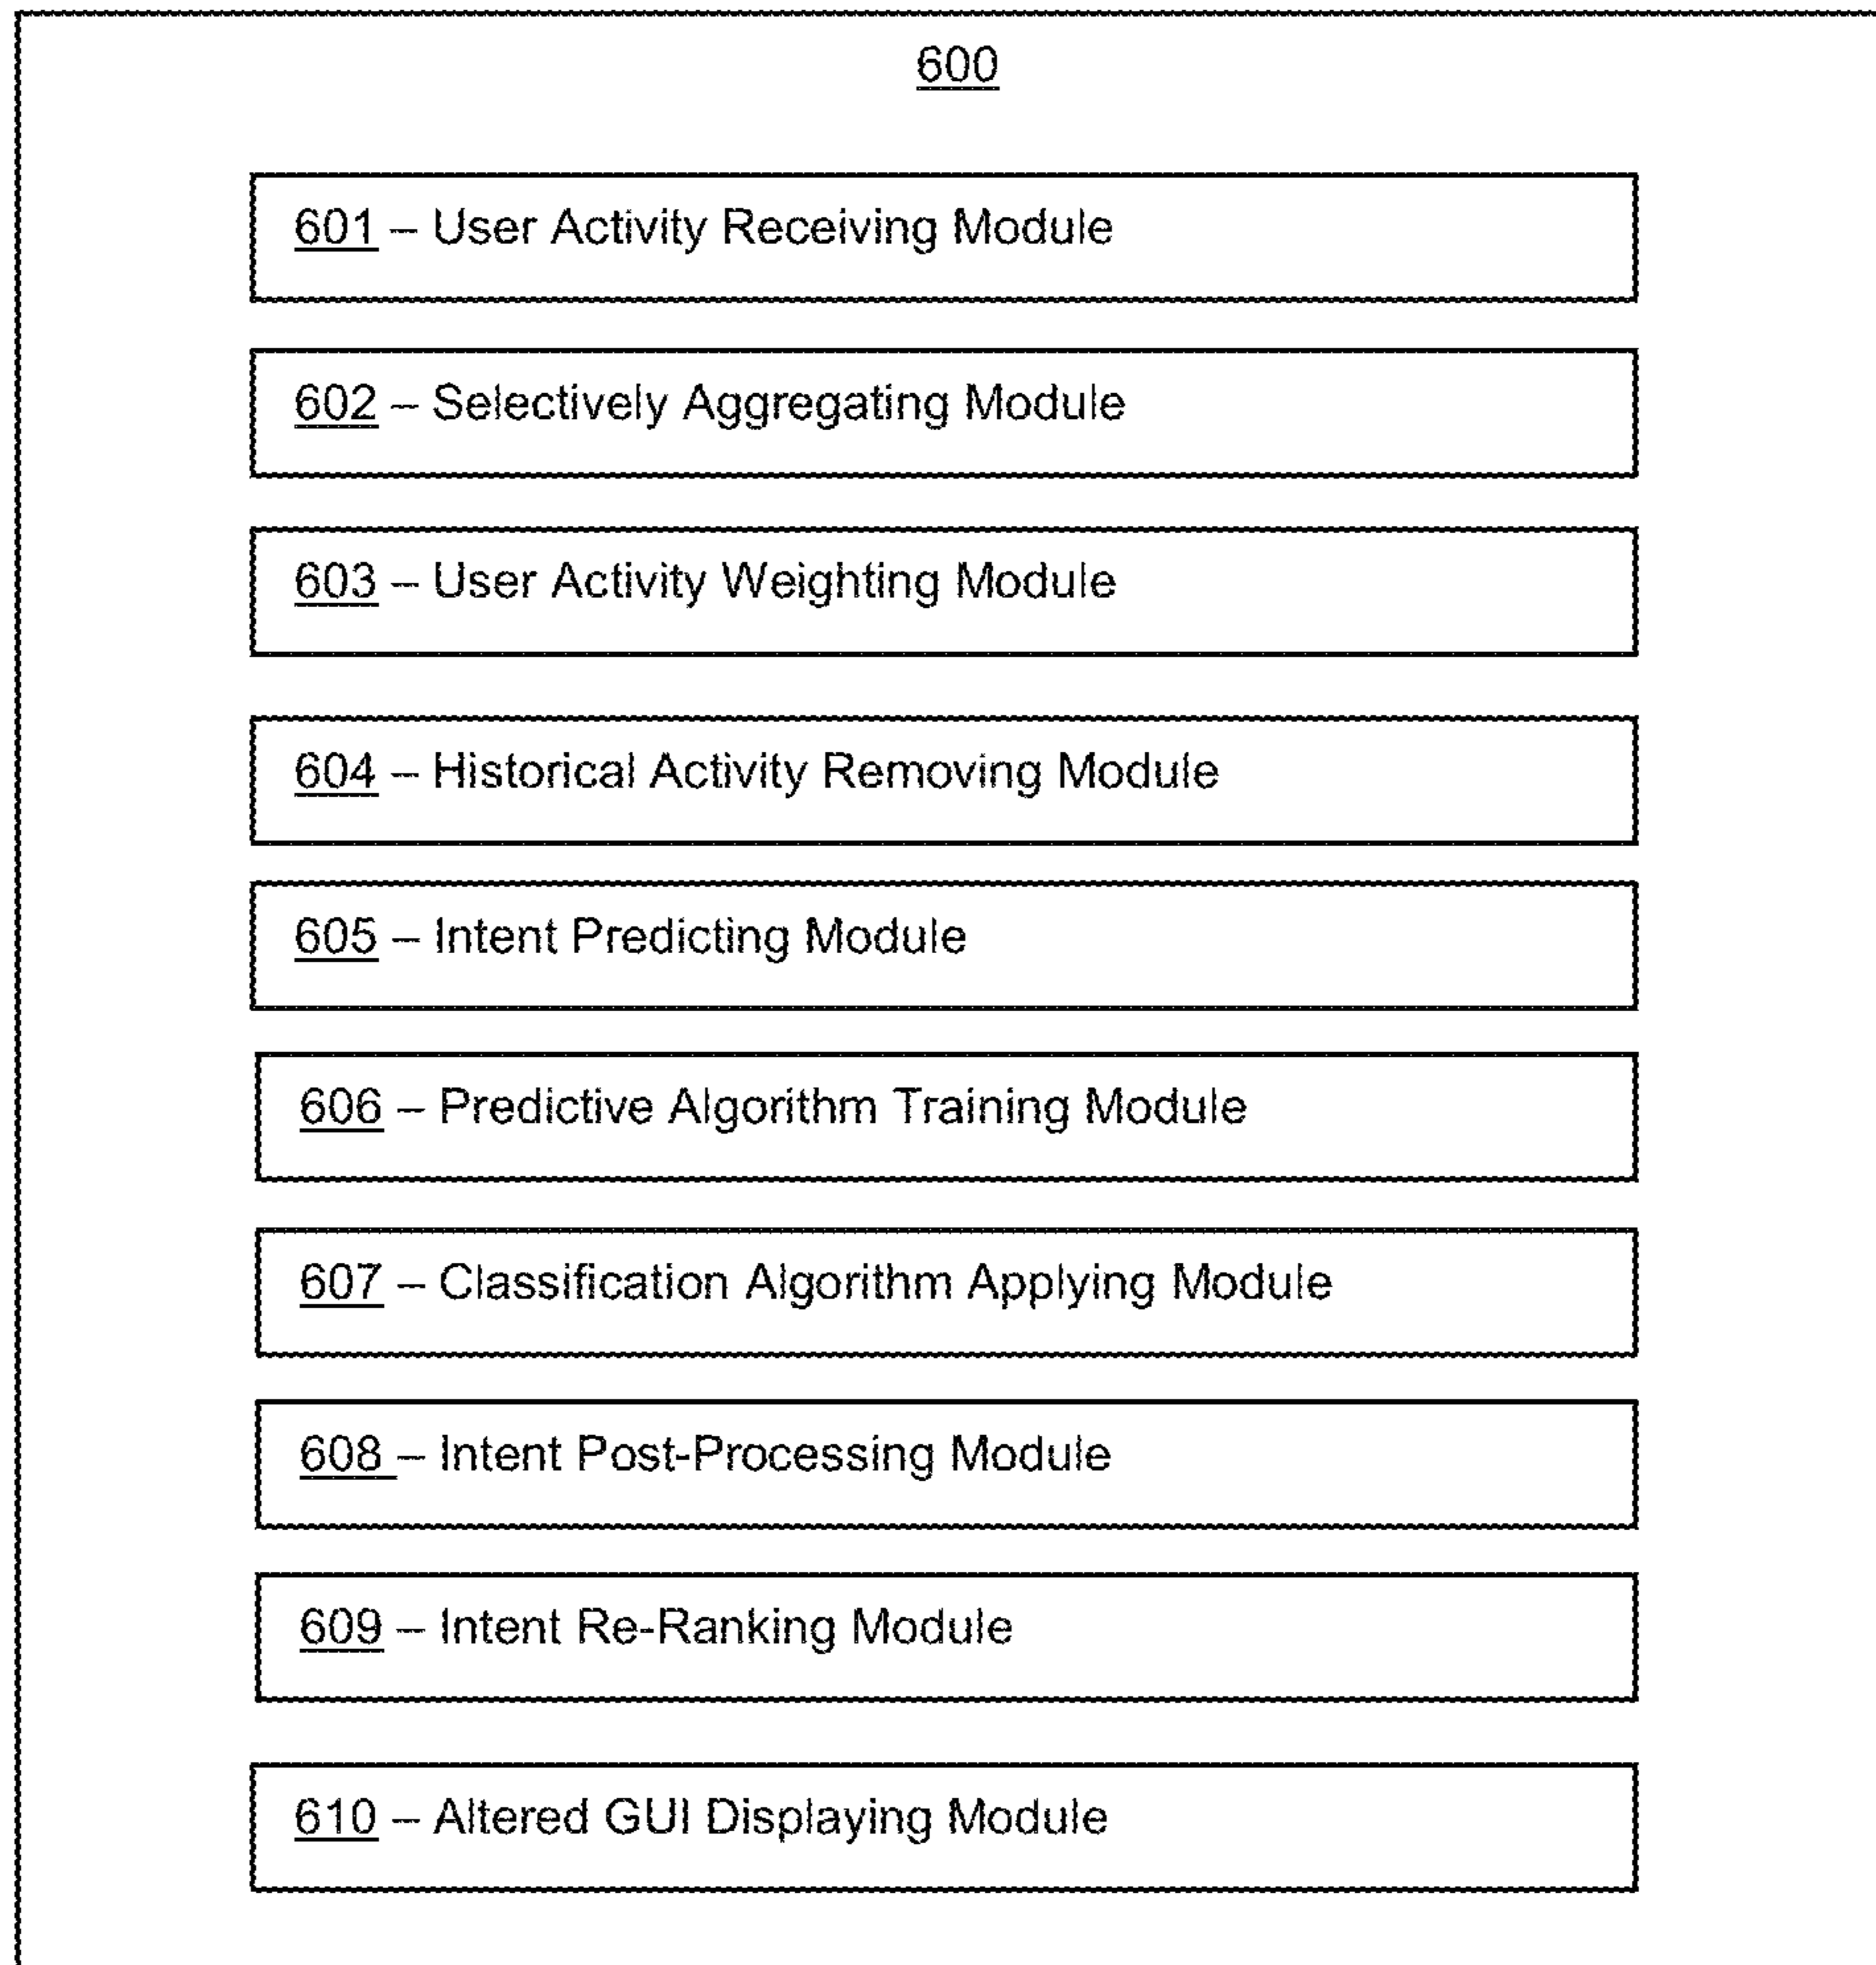 600
601 – User Activity Receiving Module
602 – Selectively Aggregating Module
603 – User Activity Weighting Module
604 – Historical Activity Removing Module
605 – Intent Predicting Module
606 – Predictive Algorithm Training Module
607 – Classification Algorithm Applying Module
608 – Intent Post-Processing Module
609 – Intent Re-Ranking Module
610 – Altered GUI Displaying Module